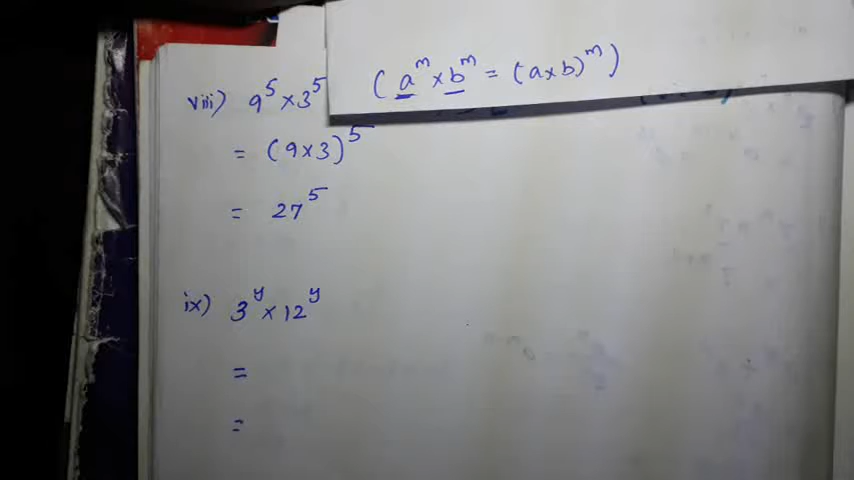 (a^m × b^m = (a×b)^m)
viii) 9^5 × 3^5
= (9×3)^5
= 27^5
ix) 3^y × 12^y
=
=